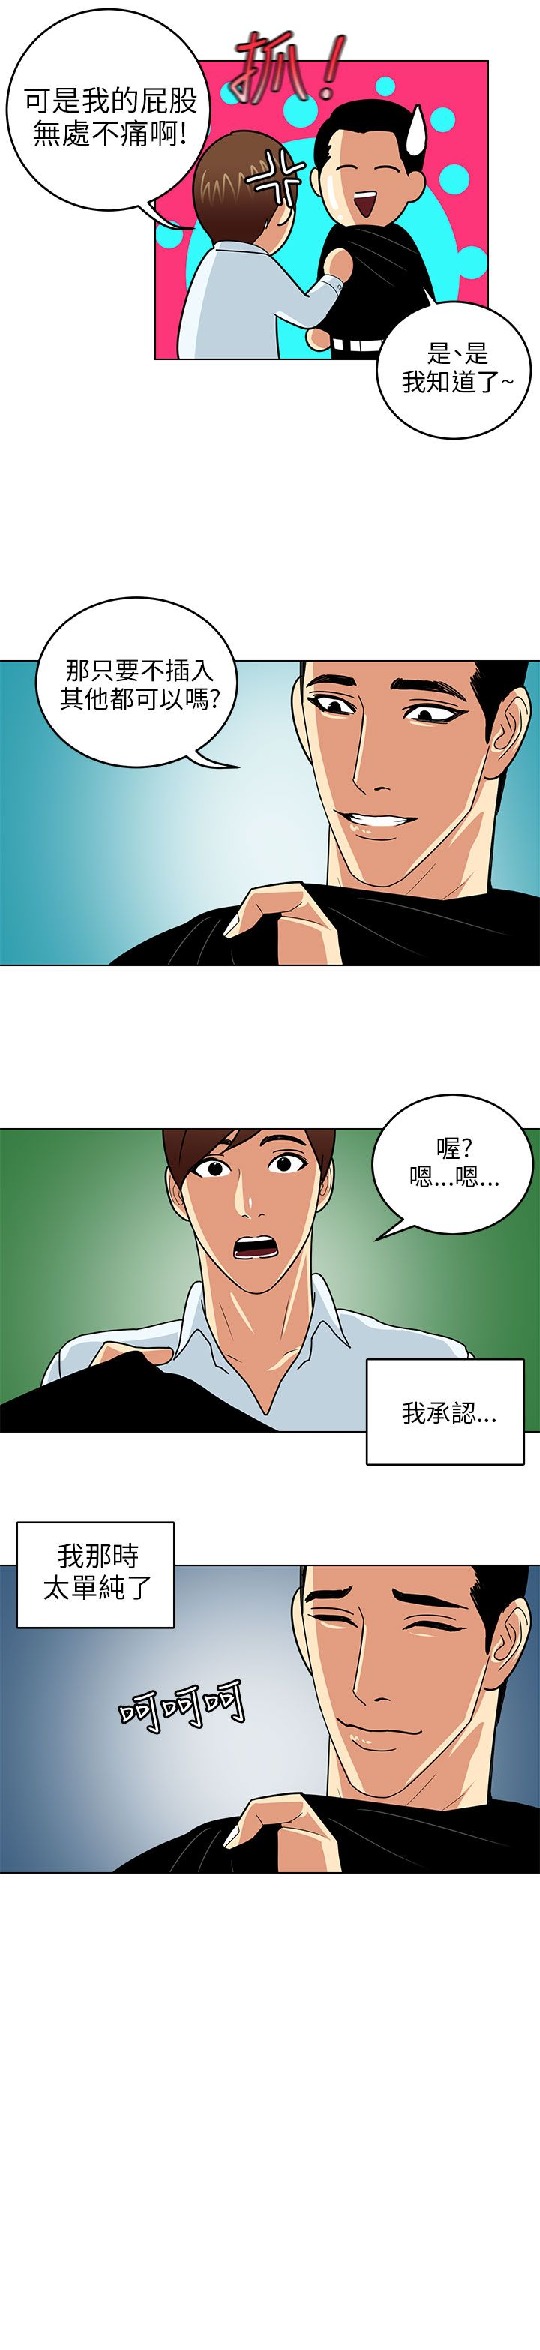 抓!
可是我的屁股
無處不痛啊!
是、是
我知道了~
那只要不插入
其他都可以嗎?
喔?
嗯...嗯...
我承認...
我那時
太單純了
呵呵呵